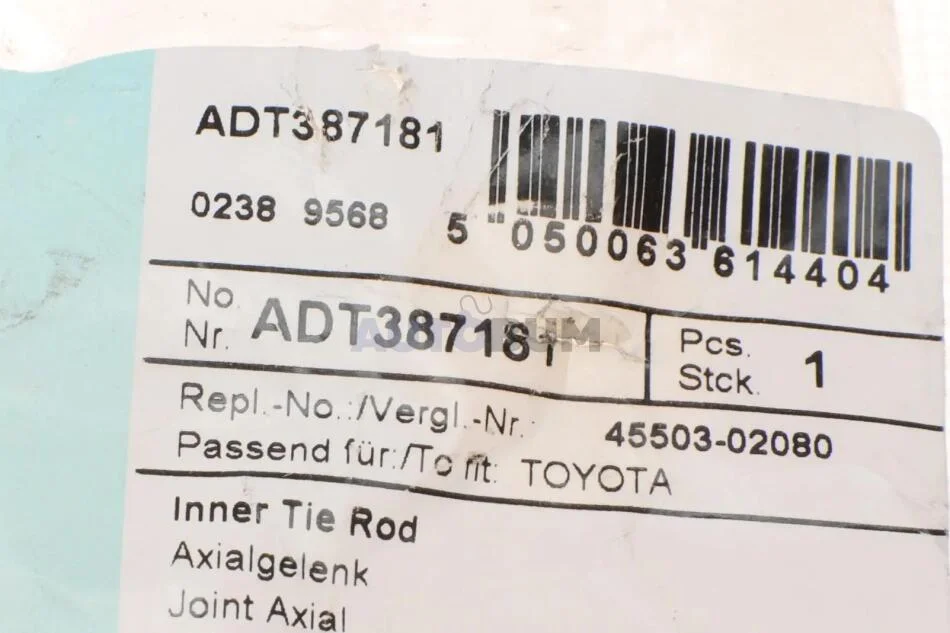 ADT387181
0238 9568
5 050063 614404
No.
Nr. ADT387181
Pcs.
Stck. 1
Repl.-No.:/Vergl.-Nr.: 45503-02080
Passend für:/To fit: TOYOTA
Inner Tie Rod
Axialgelenk
Joint Axial